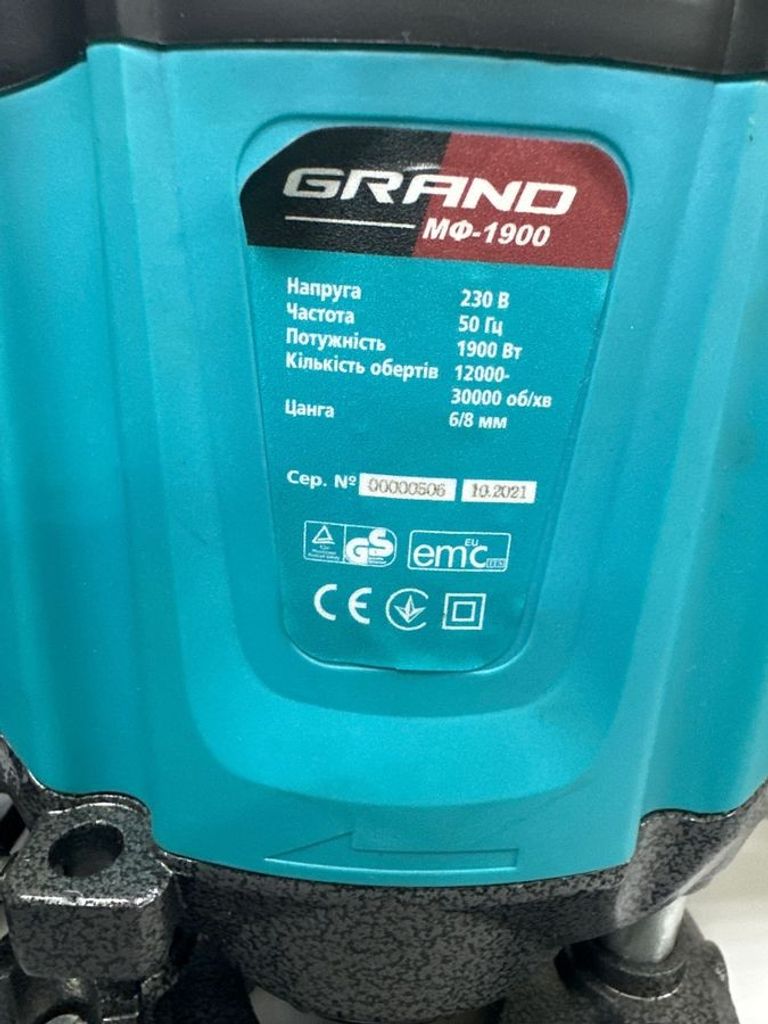 GRAND
МФ-1900
Напруга 230 В
Частота 50 Гц
Потужність 1900 Вт
Кількість обертів 12000-
30000 об/хв
Цанга 6/8 мм
Сер. № 00000506 10.2021
GS
EU
emc
CE